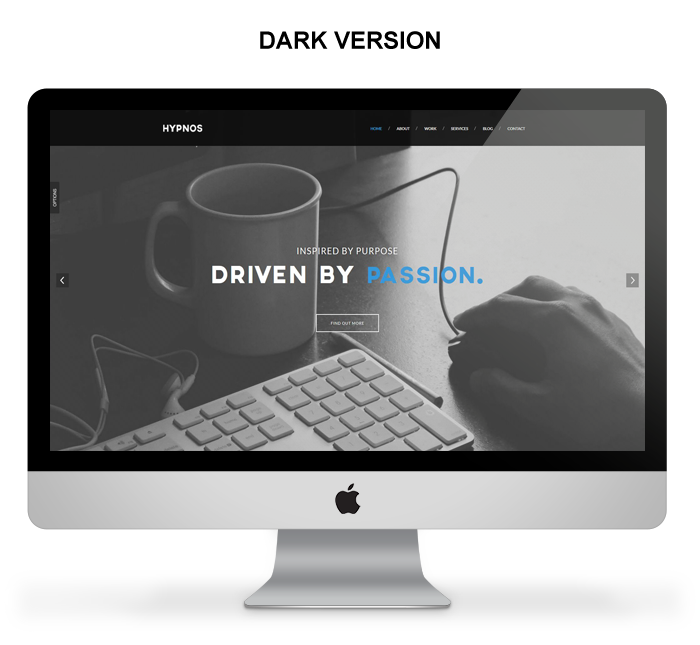 DARK VERSION
HYPNOS
HOME / ABOUT / WORK / SERVICES / BLOG / CONTACT
OPTIONS
INSPIRED BY PURPOSE
DRIVEN BY PASSION.
FIND OUT MORE